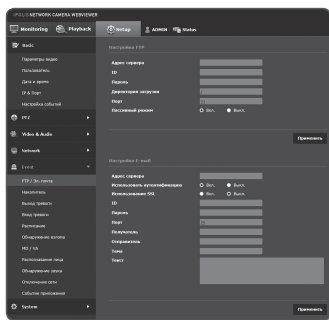 iPOLIS NETWORK CAMERA WEBVIEWER
Monitoring
Playback
Setup
ADMIN
Status
Basic
Параметры видео
Пользователь
Дата и время
IP & Порт
Настройка событий
PTZ
Video & Audio
Network
Event
FTP / Эл. почта
Накопитель
Выход тревоги
Вход тревоги
Расписание
Обнаружение взлома
MD / VA
Распознавание лица
Обнаружение звука
Отключение сети
Событие приложения
System
Настройка FTP
Адрес сервера
ID
Пароль
Директория загрузки
Порт
Пассивный режим
Вкл.
Выкл.
Применить
Настройка E-mail
Адрес сервера
Использовать аутентификацию
Вкл.
Выкл.
Использование SSL
Вкл.
Выкл.
ID
Пароль
Порт
Получатель
Отправитель
Тема
Текст
Применить